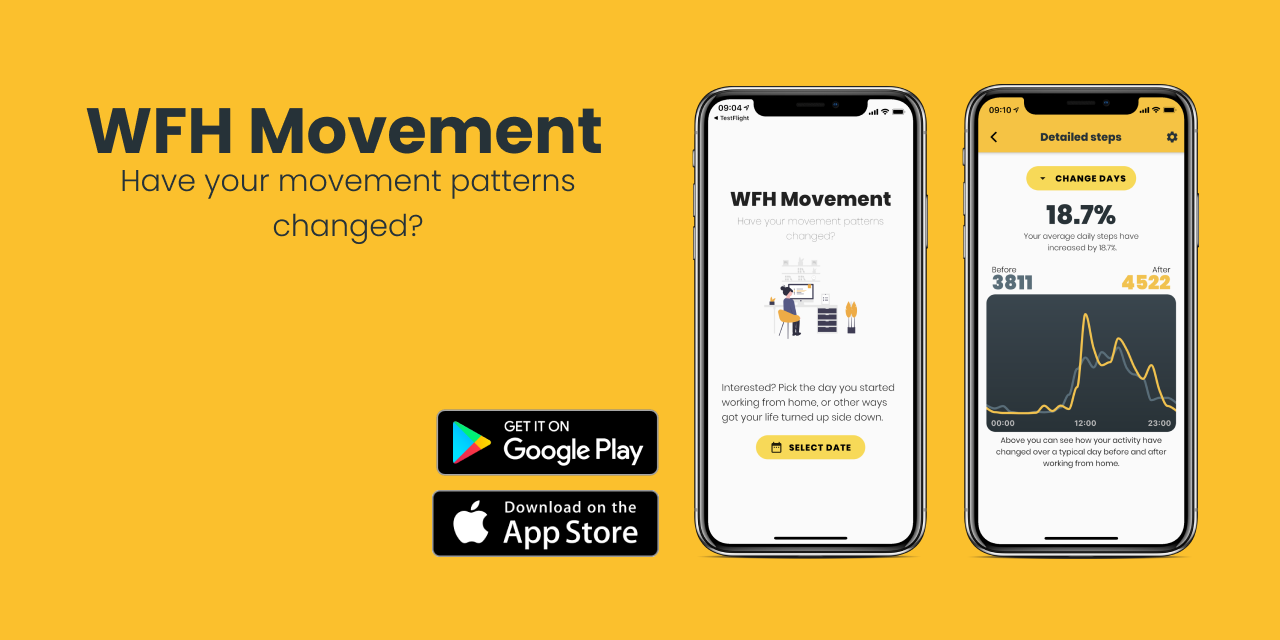 WFH Movement
Have your movement patterns
changed?
GET IT ON
Google Play
Download on the
App Store
09:04
TestFlight
WFH Movement
Have your movement patterns
changed?
Interested? Pick the day you started
working from home, or other ways
got your life turned up side down.
SELECT DATE
09:10
Detailed steps
CHANGE DAYS
18.7%
Your average daily steps have
increased by 18.7%.
Before After
3811 4522
00:00 12:00 23:00
Above you can see how your activity have
changed over a typical day before and after
working from home.